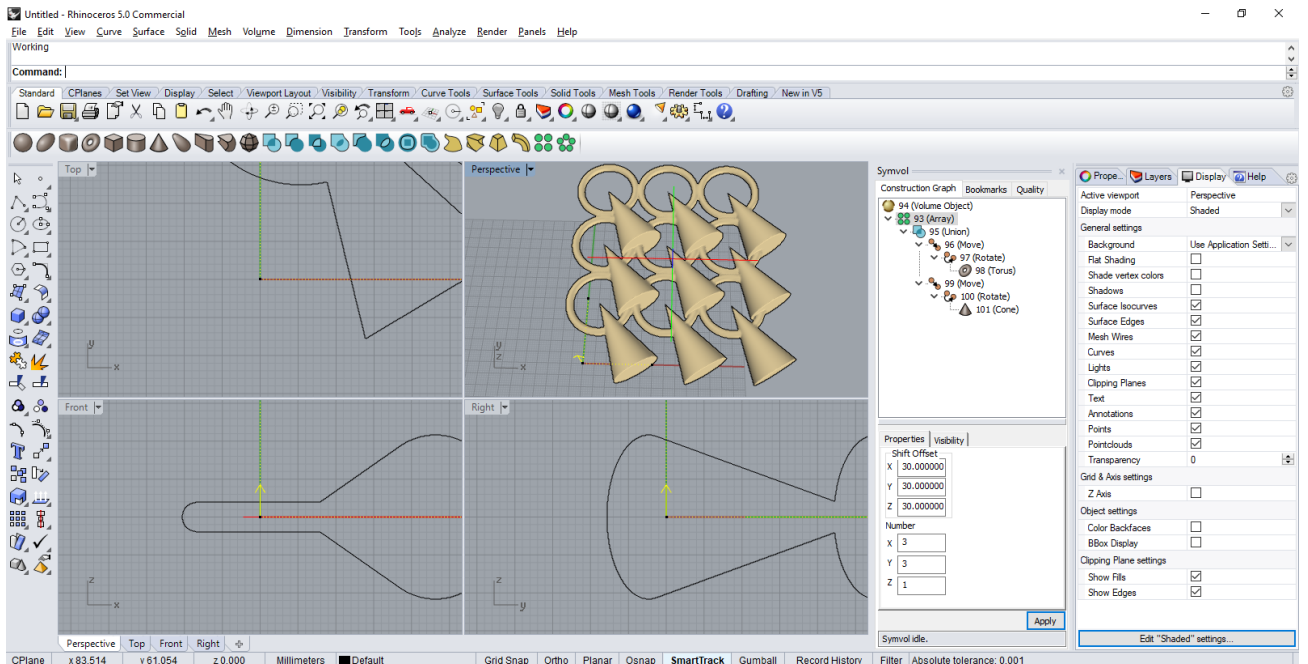 Untitled - Rhinoceros 5.0 Commercial
File Edit View Curve Surface Solid Mesh Volume Dimension Transform Tools Analyze Render Panels Help
Working
Command:
Standard CPlanes Set View Display Select Viewport Layout Visibility Transform Curve Tools Surface Tools Solid Tools Mesh Tools Render Tools Drafting New in V5
Top
y
x
Perspective
y
z
x
Front
z
x
Right
z
y
Symvol
Construction Graph Bookmarks Quality
94 (Volume Object)
93 (Array)
95 (Union)
96 (Move)
97 (Rotate)
98 (Torus)
99 (Move)
100 (Rotate)
101 (Cone)
Properties Visibility
Shift Offset
X 30.000000
Y 30.000000
Z 30.000000
Number
X 3
Y 3
Z 1
Apply
Symvol idle.
Prope... Layers Display Help
Active viewport Perspective
Display mode Shaded
General settings
Background Use Application Setti...
Flat Shading
Shade vertex colors
Shadows
Surface Isocurves
Surface Edges
Mesh Wires
Curves
Lights
Clipping Planes
Text
Annotations
Points
Pointclouds
Transparency 0
Grid & Axis settings
Z Axis
Object settings
Color Backfaces
BBox Display
Clipping Plane settings
Show Fills
Show Edges
Edit "Shaded" settings...
Perspective Top Front Right
CPlane x 83.514 y 61.054 z 0.000 Millimeters Default Grid Snap Ortho Planar Osnap SmartTrack Gumball Record History Filter Absolute tolerance: 0.001